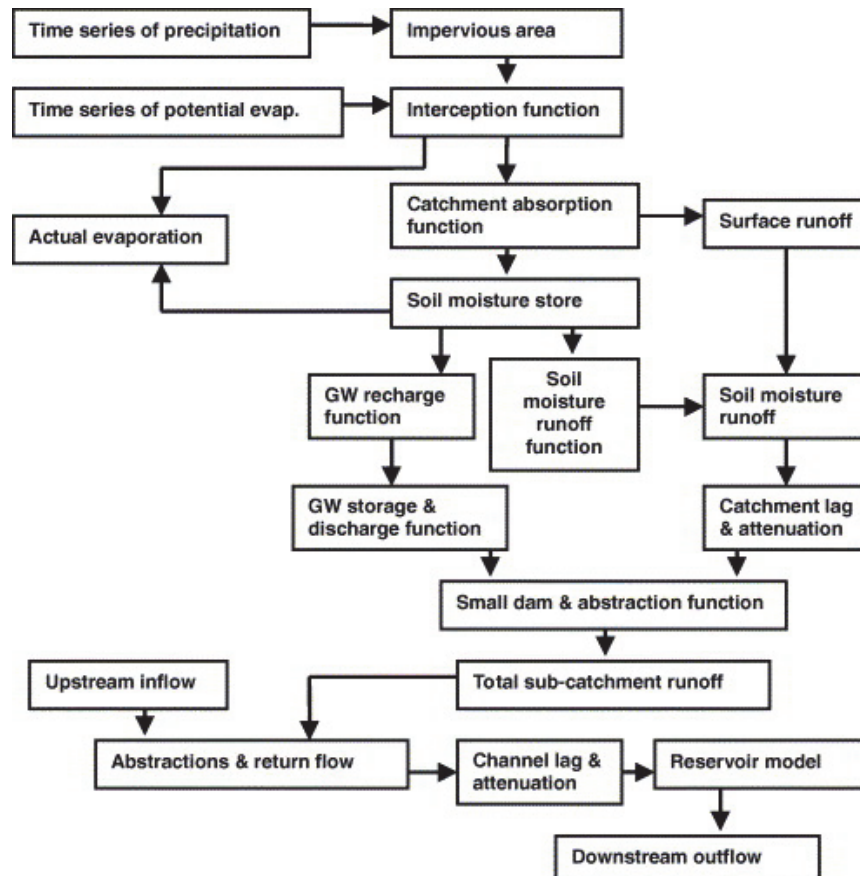 Time series of precipitation
Impervious area
Time series of potential evap.
Interception function
Catchment absorption
function
Surface runoff
Actual evaporation
Soil moisture store
GW recharge
function
Soil
moisture
runoff
function
Soil moisture
runoff
GW storage &
discharge function
Catchment lag
& attenuation
Small dam & abstraction function
Upstream inflow
Total sub-catchment runoff
Abstractions & return flow
Channel lag &
attenuation
Reservoir model
Downstream outflow